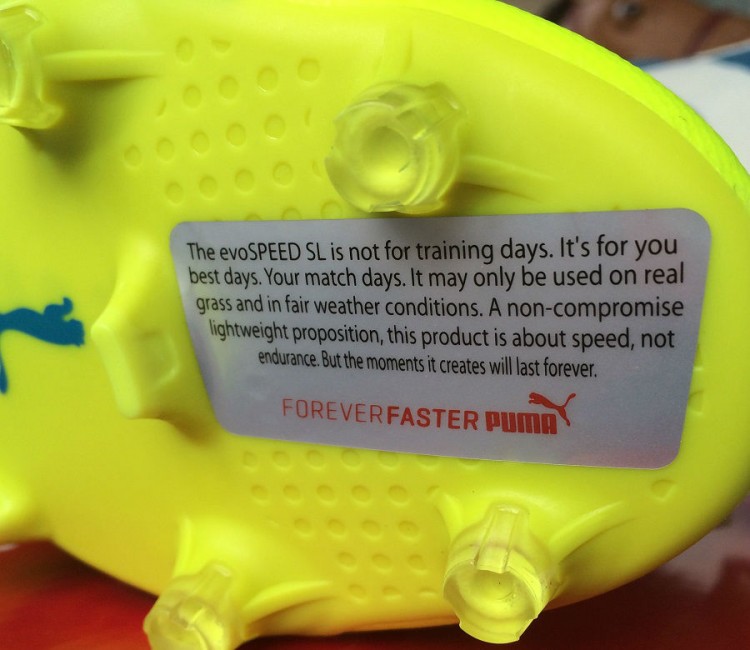 The evoSPEED SL is not for training days. It's for you
best days. Your match days. It may only be used on real
grass and in fair weather conditions. A non-compromise
lightweight proposition, this product is about speed, not
endurance. But the moments it creates will last forever.
FOREVERFASTER PUMA